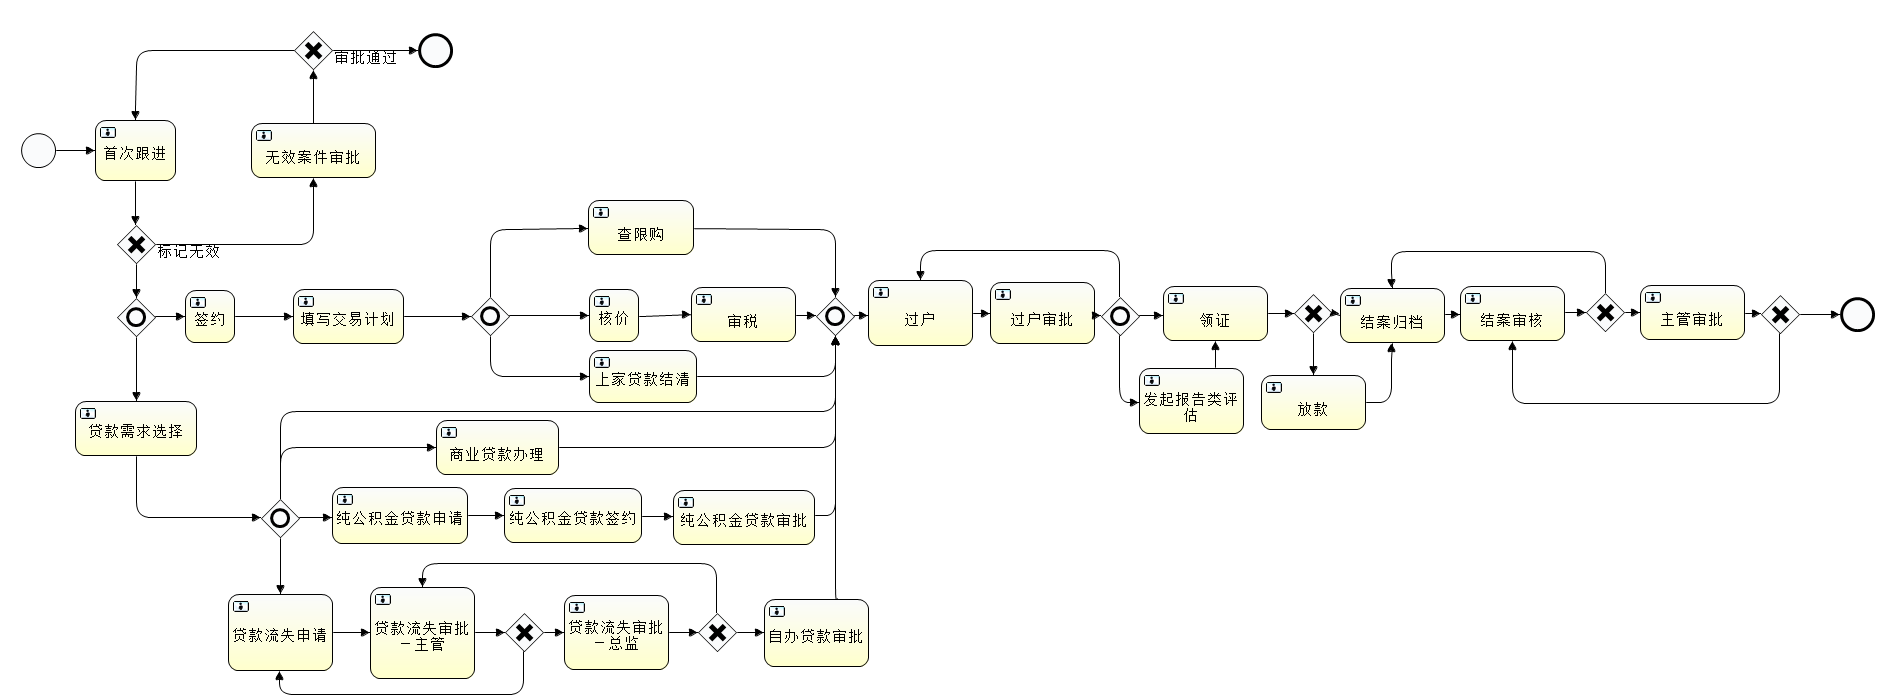 审批通过
首次跟进
无效案件审批
标记无效
查限购
签约
填写交易计划
核价
审税
过户
过户审批
领证
结案归档
结案审核
主管审批
上家贷款结清
发起报告类评
估
放款
贷款需求选择
商业贷款办理
纯公积金贷款申请
纯公积金贷款签约
纯公积金贷款审批
贷款流失申请
贷款流失审批
－主管
贷款流失审批
－总监
自办贷款审批